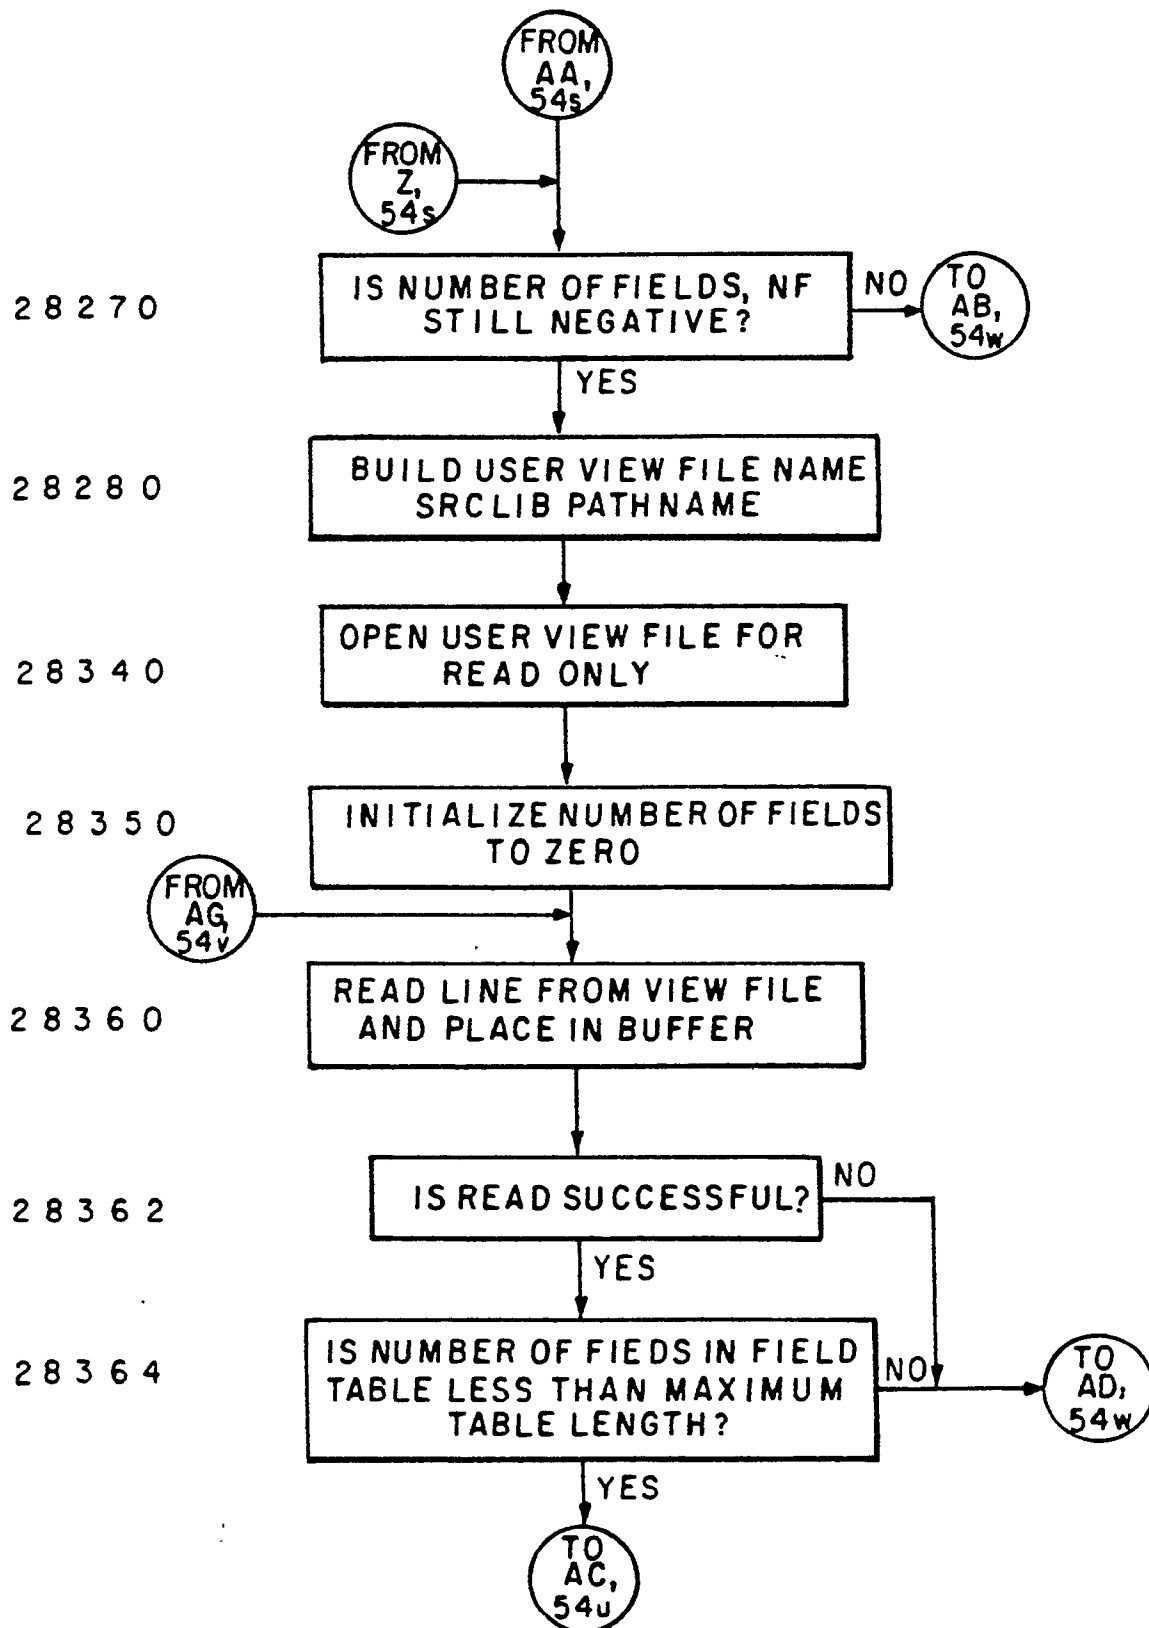 FROM
AA,
54s
FROM
Z,
54s
28270
IS NUMBER OF FIELDS, NF
STILL NEGATIVE?
NO
TO
AB,
54w
YES
28280
BUILD USER VIEW FILE NAME
SRCLIB PATHNAME
28340
OPEN USER VIEW FILE FOR
READ ONLY
28350
INITIALIZE NUMBER OF FIELDS
TO ZERO
FROM
AG,
54v
28360
READ LINE FROM VIEW FILE
AND PLACE IN BUFFER
28362
IS READ SUCCESSFUL?
NO
YES
28364
IS NUMBER OF FIEDS IN FIELD
TABLE LESS THAN MAXIMUM
TABLE LENGTH?
NO
TO
AD,
54w
YES
TO
AC,
54u